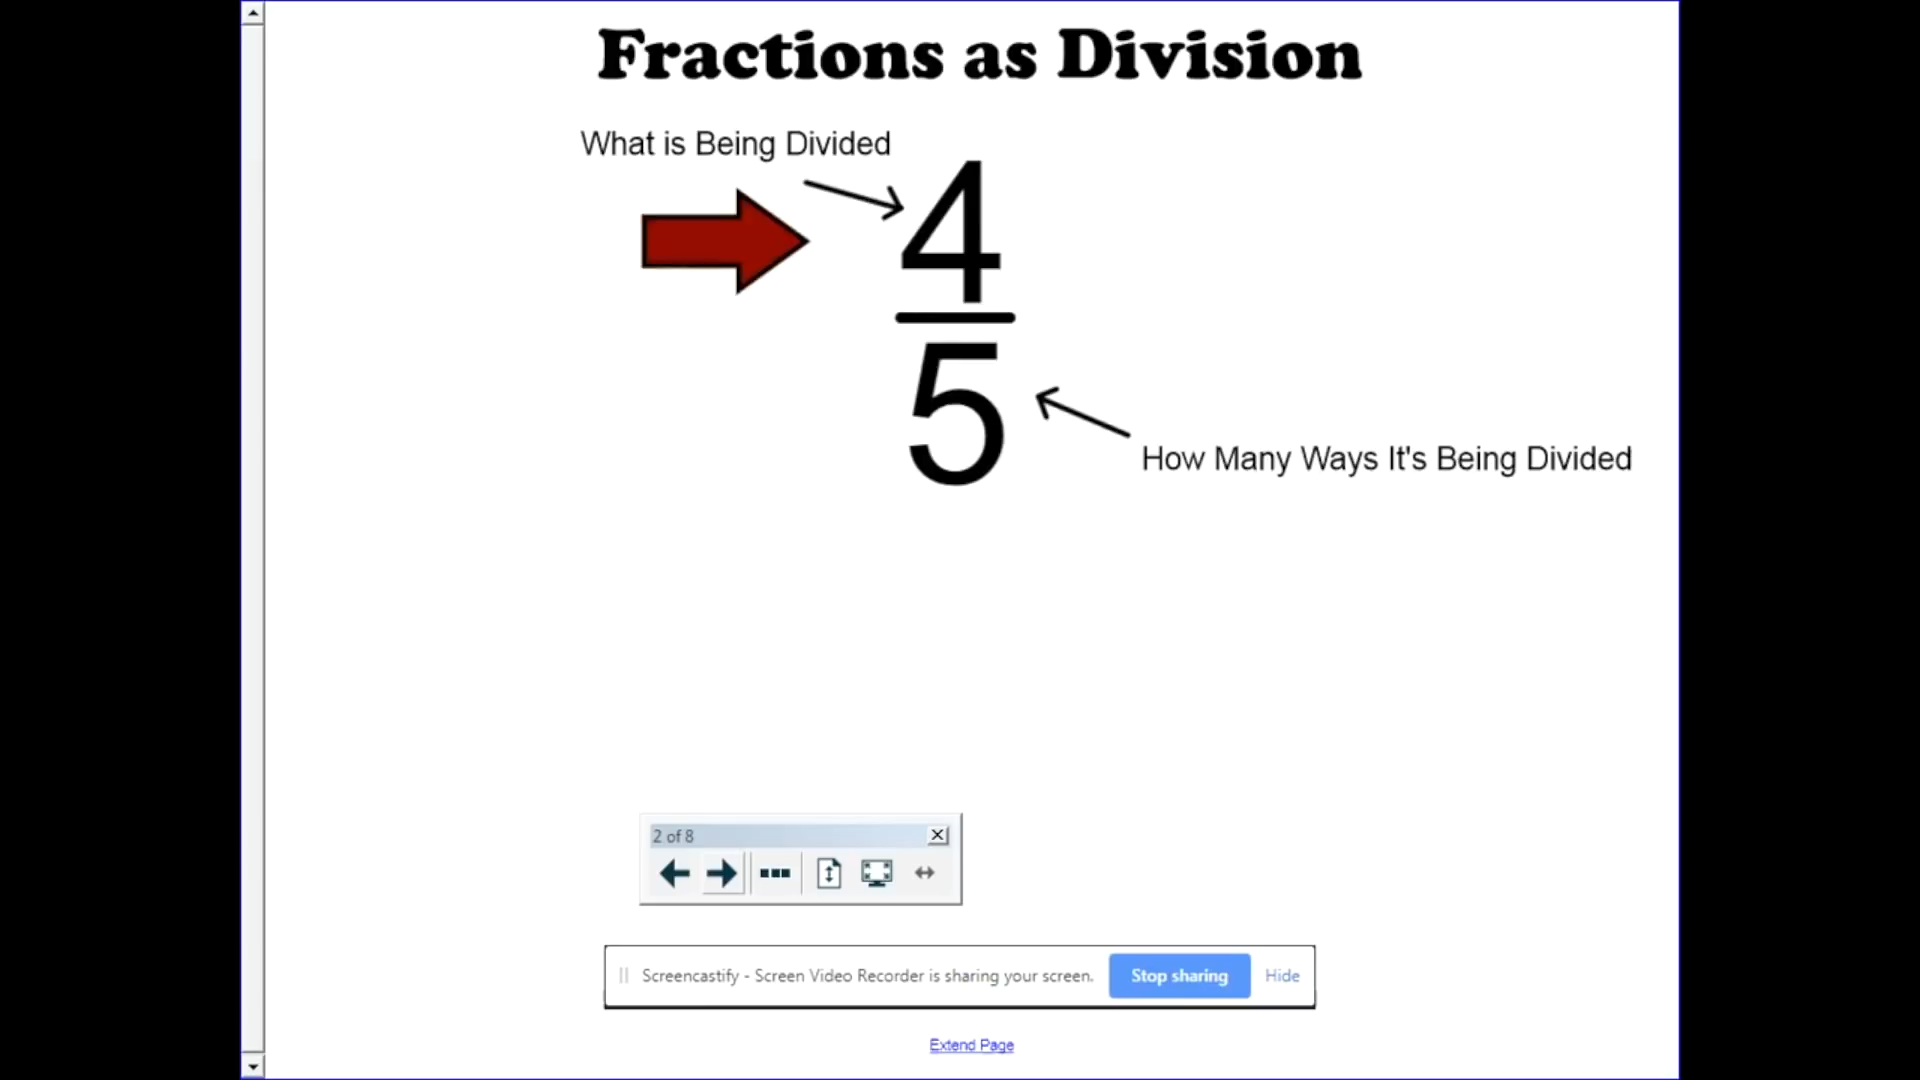 Fractions as Division
What is Being Divided
4
5
How Many Ways It's Being Divided
2 of 8
Screencastify - Screen Video Recorder is sharing your screen.
Stop sharing
Hide
Extend Page